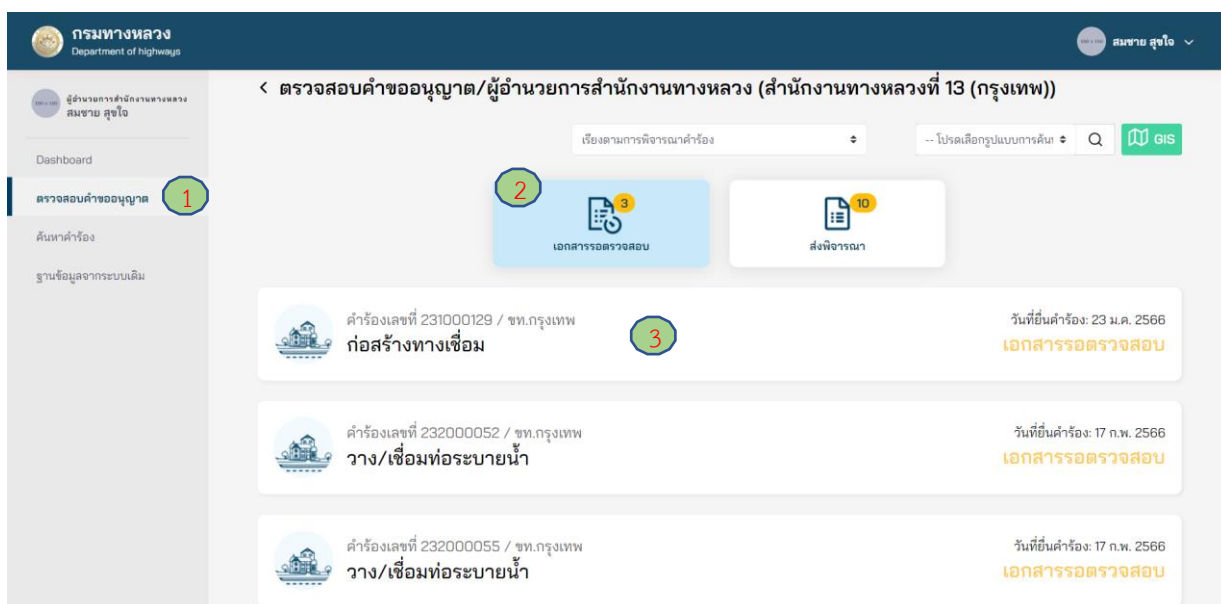 กรมทางหลวง
Department of highways
สมชาย สุขใจ
ผู้อำนวยการสำนักงานทางหลวง
สมชาย สุขใจ
Dashboard
ตรวจสอบคำขออนุญาต
1
ค้นหาคำร้อง
ฐานข้อมูลจากระบบเดิม
< ตรวจสอบคำขออนุญาต/ผู้อำนวยการสำนักงานทางหลวง (สำนักงานทางหลวงที่ 13 (กรุงเทพ))
เรียงตามการพิจารณาคำร้อง
-- โปรดเลือกรูปแบบการค้นห
GIS
2
3
เอกสารรอตรวจสอบ
10
ส่งพิจารณา
คำร้องเลขที่ 231000129 / ขท.กรุงเทพ
ก่อสร้างทางเชื่อม
3
วันที่ยื่นคำร้อง: 23 ม.ค. 2566
เอกสารรอตรวจสอบ
คำร้องเลขที่ 232000052 / ขท.กรุงเทพ
วาง/เชื่อมท่อระบายน้ำ
วันที่ยื่นคำร้อง: 17 ก.พ. 2566
เอกสารรอตรวจสอบ
คำร้องเลขที่ 232000055 / ขท.กรุงเทพ
วาง/เชื่อมท่อระบายน้ำ
วันที่ยื่นคำร้อง: 17 ก.พ. 2566
เอกสารรอตรวจสอบ